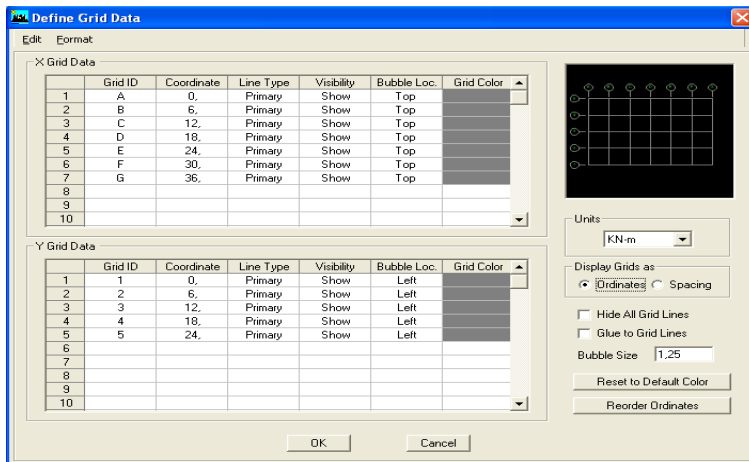 Define Grid Data
Edit Format
X Grid Data
Grid ID Coordinate Line Type Visibility Bubble Loc. Grid Color
1 A 0, Primary Show Top
2 B 6, Primary Show Top
3 C 12, Primary Show Top
4 D 18, Primary Show Top
5 E 24, Primary Show Top
6 F 30, Primary Show Top
7 G 36, Primary Show Top
8
9
10
Y Grid Data
Grid ID Coordinate Line Type Visibility Bubble Loc. Grid Color
1 1 0, Primary Show Left
2 2 6, Primary Show Left
3 3 12, Primary Show Left
4 4 18, Primary Show Left
5 5 24, Primary Show Left
6
7
8
9
10
Units
KN-m
Display Grids as
Ordinates Spacing
Hide All Grid Lines
Glue to Grid Lines
Bubble Size 1,25
Reset to Default Color
Reorder Ordinates
OK Cancel